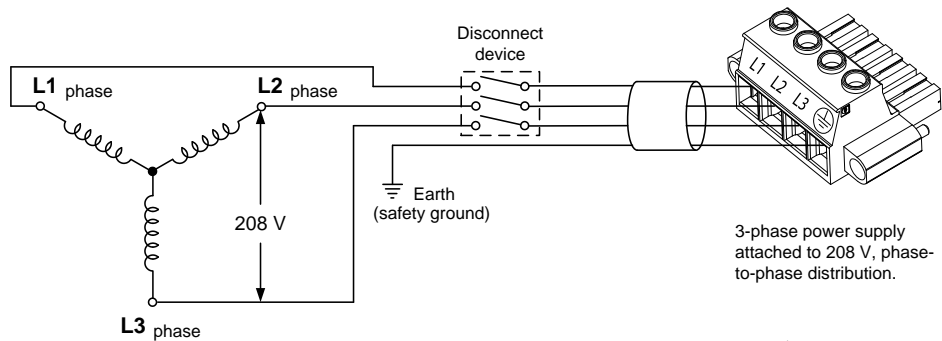 Disconnect
device
L1 phase
L2 phase
L1
L2
L3
208 V
Earth
(safety ground)
3-phase power supply
attached to 208 V, phase-
to-phase distribution.
L3 phase